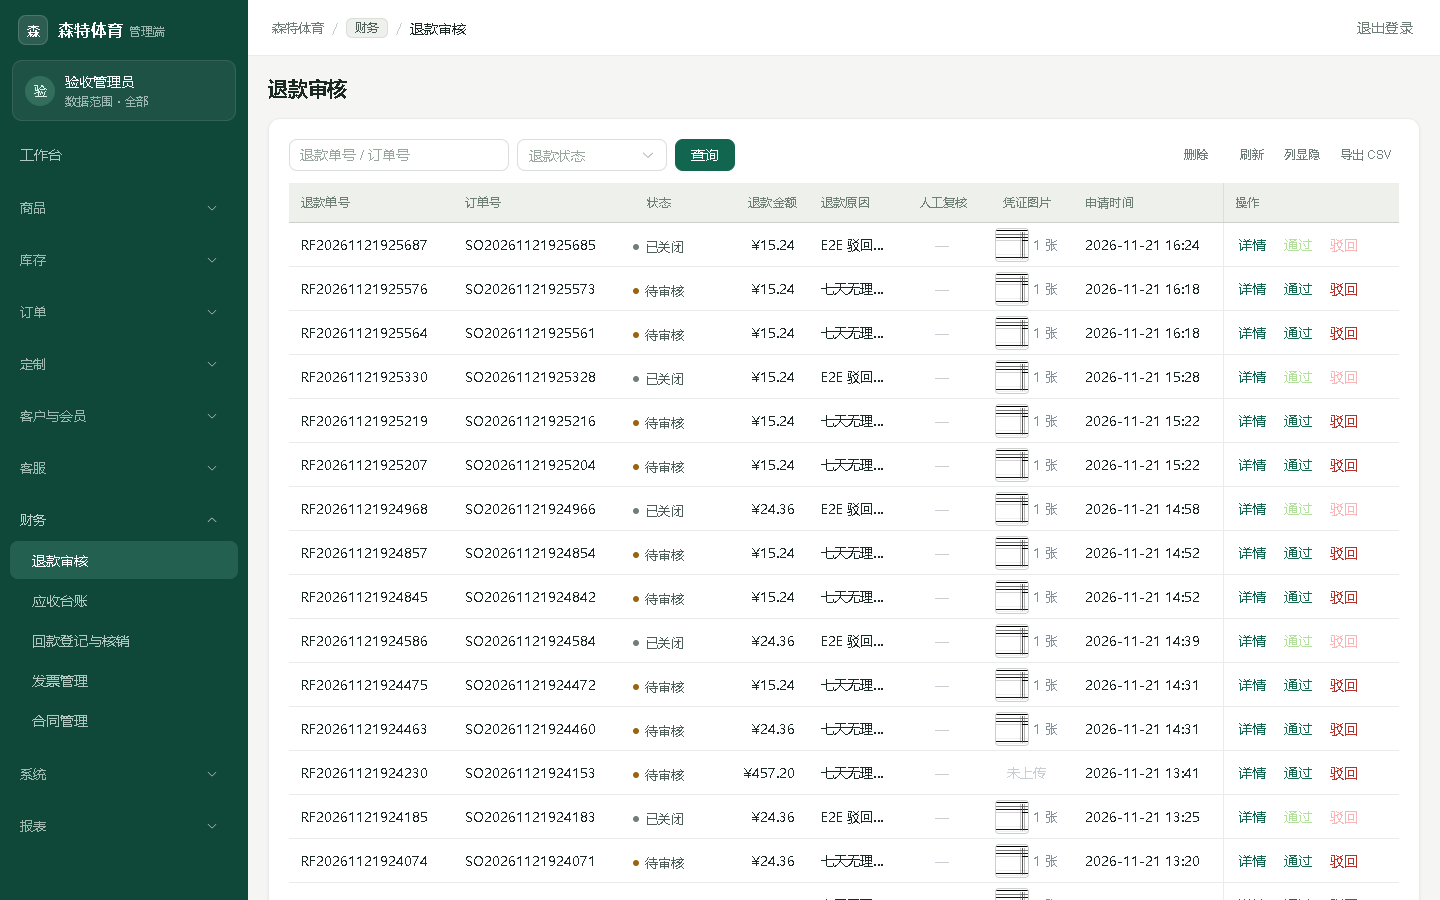 森 森特体育 管理端
验 验收管理员
数据范围·全部
工作台
商品
库存
订单
定制
客户与会员
客服
财务
退款审核
应收台账
回款登记与核销
发票管理
合同管理
系统
报表
森特体育 / 财务 / 退款审核 退出登录
退款审核
退款单号 / 订单号 退款状态 查询 删除 刷新 列显隐 导出 CSV
退款单号 订单号 状态 退款金额 退款原因 人工复核 凭证图片 申请时间 操作
RF20261121925687 SO20261121925685 已关闭 ¥15.24 E2E 驳回... — 1 张 2026-11-21 16:24 详情 通过 驳回
RF20261121925576 SO20261121925573 待审核 ¥15.24 七天无理... — 1 张 2026-11-21 16:18 详情 通过 驳回
RF20261121925564 SO20261121925561 待审核 ¥15.24 七天无理... — 1 张 2026-11-21 16:18 详情 通过 驳回
RF20261121925330 SO20261121925328 已关闭 ¥15.24 E2E 驳回... — 1 张 2026-11-21 15:28 详情 通过 驳回
RF20261121925219 SO20261121925216 待审核 ¥15.24 七天无理... — 1 张 2026-11-21 15:22 详情 通过 驳回
RF20261121925207 SO20261121925204 待审核 ¥15.24 七天无理... — 1 张 2026-11-21 15:22 详情 通过 驳回
RF20261121924968 SO20261121924966 已关闭 ¥24.36 E2E 驳回... — 1 张 2026-11-21 14:58 详情 通过 驳回
RF20261121924857 SO20261121924854 待审核 ¥15.24 七天无理... — 1 张 2026-11-21 14:52 详情 通过 驳回
RF20261121924845 SO20261121924842 待审核 ¥15.24 七天无理... — 1 张 2026-11-21 14:52 详情 通过 驳回
RF20261121924586 SO20261121924584 已关闭 ¥24.36 E2E 驳回... — 1 张 2026-11-21 14:39 详情 通过 驳回
RF20261121924475 SO20261121924472 待审核 ¥15.24 七天无理... — 1 张 2026-11-21 14:31 详情 通过 驳回
RF20261121924463 SO20261121924460 待审核 ¥24.36 七天无理... — 1 张 2026-11-21 14:31 详情 通过 驳回
RF20261121924230 SO20261121924153 待审核 ¥457.20 七天无理... — 未上传 2026-11-21 13:41 详情 通过 驳回
RF20261121924185 SO20261121924183 已关闭 ¥24.36 E2E 驳回... — 1 张 2026-11-21 13:25 详情 通过 驳回
RF20261121924074 SO20261121924071 待审核 ¥24.36 七天无理... — 1 张 2026-11-21 13:20 详情 通过 驳回